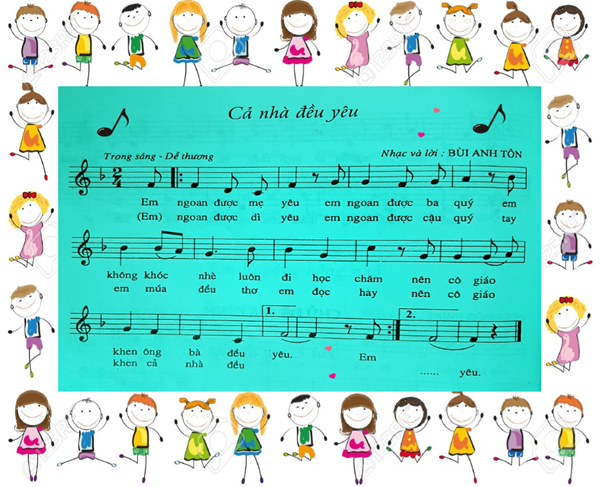 Cả nhà đều yêu
Trong sáng - Dễ thương
Nhạc và lời : BÙI ANH TÔN
2
4
Em ngoan được mẹ yêu em ngoan được ba quý em
(Em) ngoan được dì yêu em ngoan được cậu quý tay
không khóc nhè luôn đi học chăm nên cô giáo
em múa đều thơ em đọc hay nên cô giáo
1. 2.
khen ông bà đều yêu. Em
khen cả nhà đều ...... yêu.